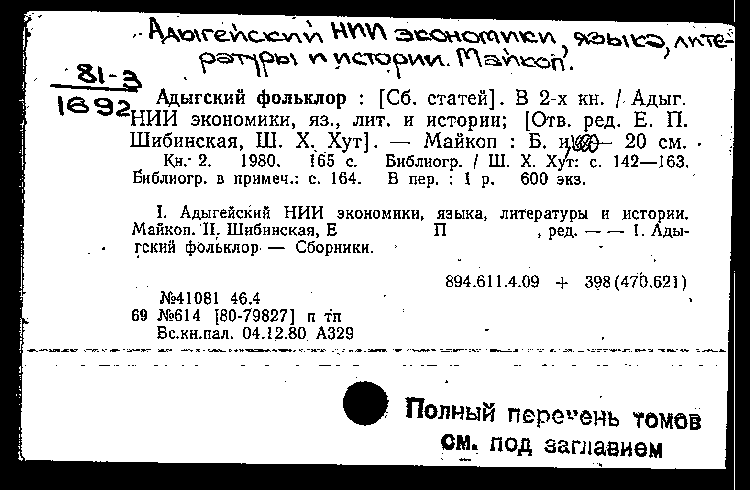 Адыгейский НИИ экономики, языка, лите-
ратуры и истории. Майкоп.
81-3
1692
Адыгский фольклор : [Сб. статей]. В 2-х кн. / Адыг.
НИИ экономики, яз., лит. и истории; [Отв. ред. Е. П.
Шибинская, Ш. Х. Хут]. — Майкоп : Б. и., — 20 см.
Кн. 2. 1980. 165 с. Библиогр. / Ш. Х. Хут: с. 142—163.
Библиогр. в примеч.: с. 164. В пер. : 1 р. 600 экз.
I. Адыгейский НИИ экономики, языка, литературы и истории.
Майкоп. II. Шибинская, Е П , ред. — — 1. Ады-
гский фольклор — Сборники.
894.611.4.09 + 398(470.621)
№41081 46.4
69 №614 [80-79827] п тп
Вс.кн.пал. 04.12.80 А329
Полный перечень томов
см. под заглавием